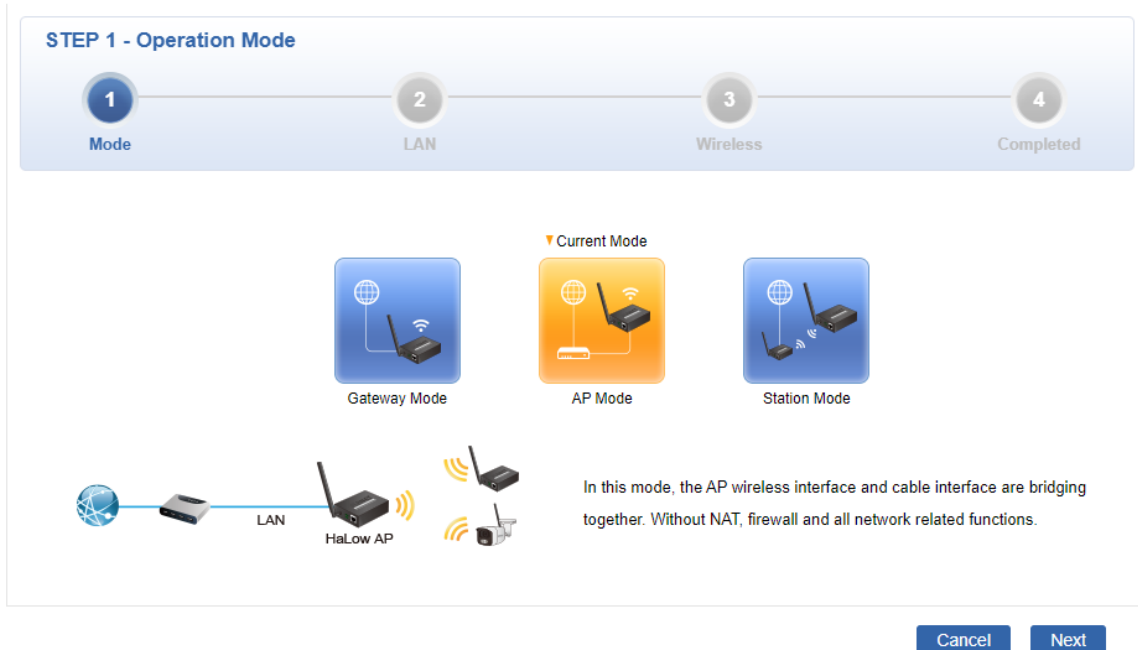 STEP 1 - Operation Mode
1
2
3
4
Mode
LAN
Wireless
Completed
Current Mode
Gateway Mode
AP Mode
Station Mode
LAN
HaLow AP
In this mode, the AP wireless interface and cable interface are bridging
together. Without NAT, firewall and all network related functions.
Cancel
Next